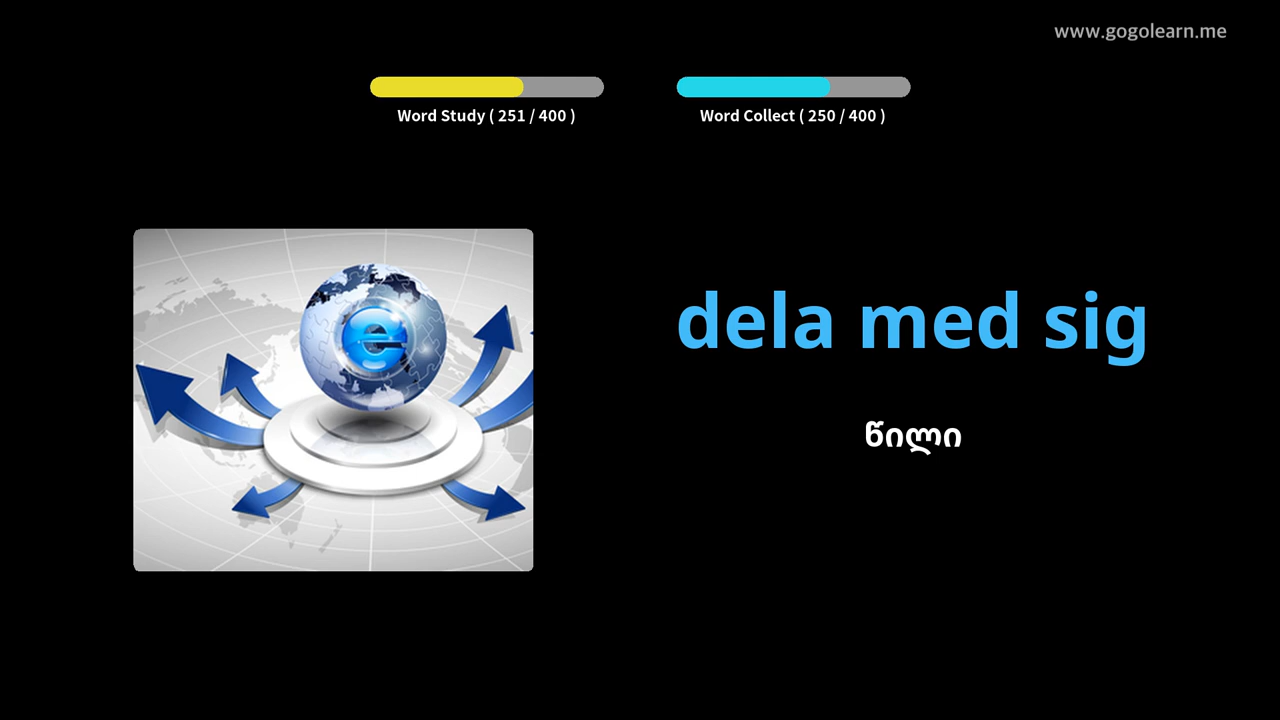 www.gogolearn.me
Word Study ( 251 / 400 )
Word Collect ( 250 / 400 )
e
dela med sig
წილი